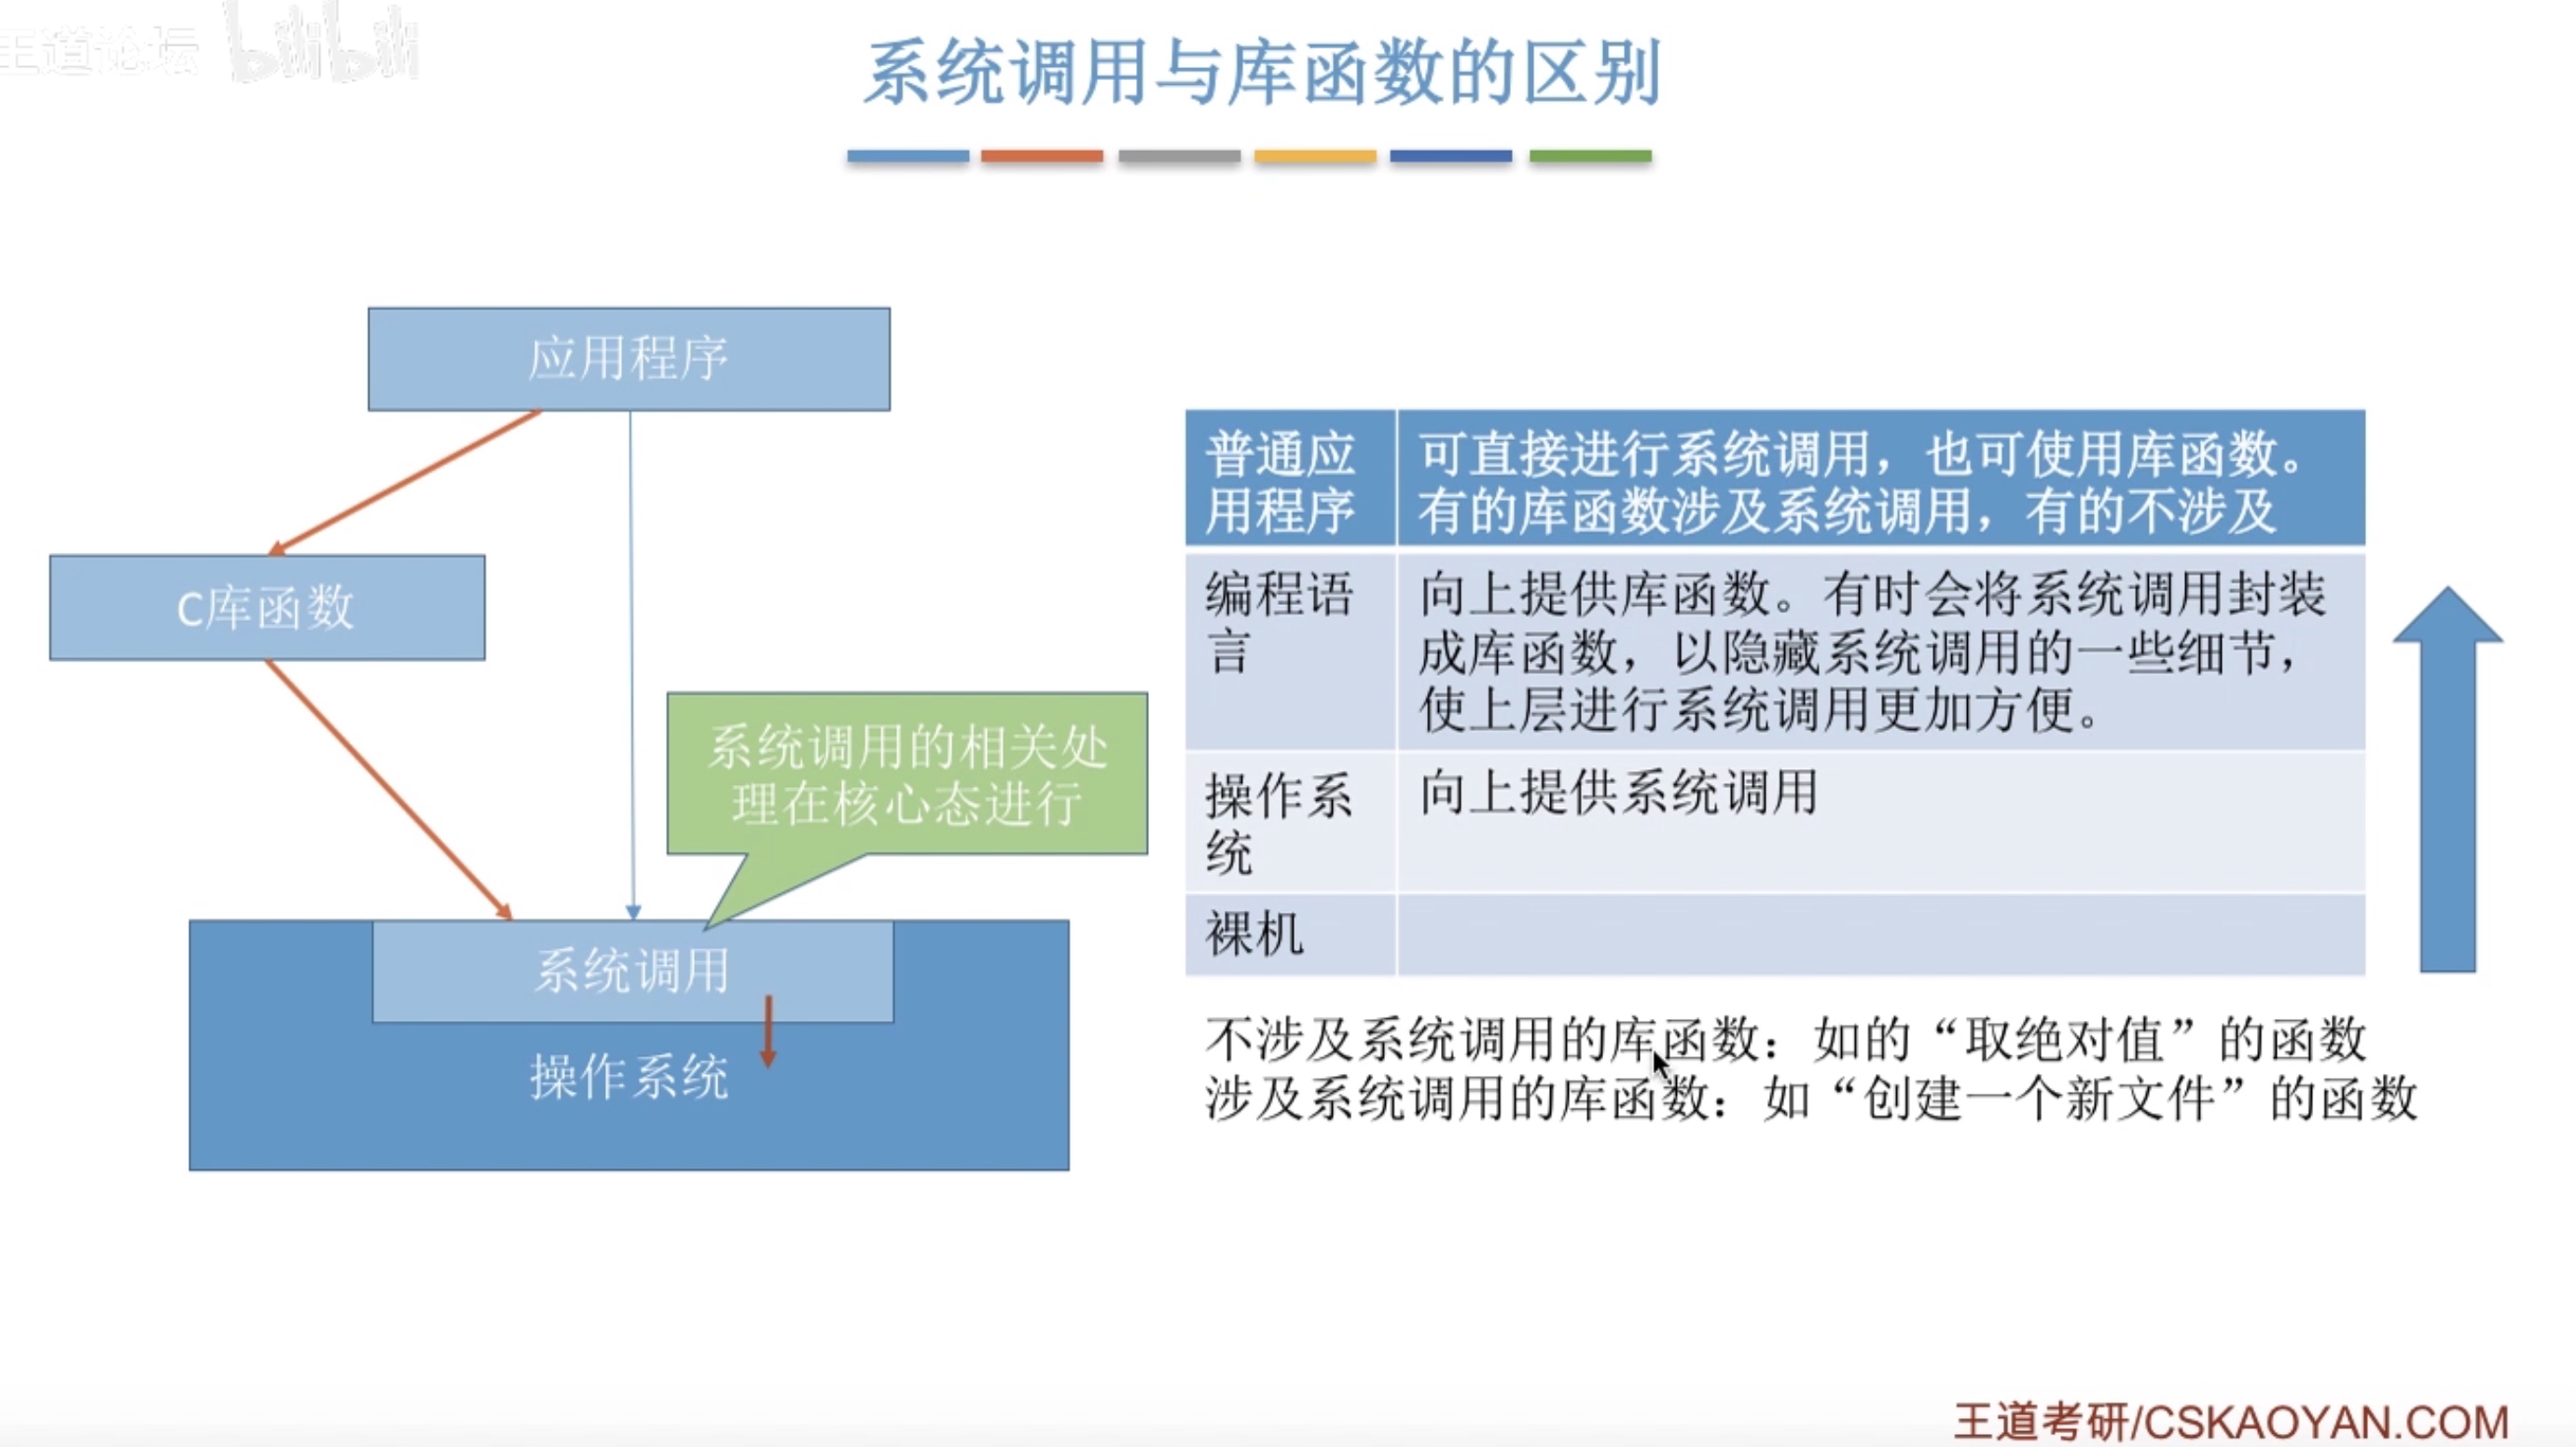 王道论坛 bilibili
系统调用与库函数的区别
应用程序
C库函数
系统调用的相关处
理在核心态进行
系统调用
操作系统
普通应
用程序
可直接进行系统调用，也可使用库函数。
有的库函数涉及系统调用，有的不涉及
编程语
言
向上提供库函数。有时会将系统调用封装
成库函数，以隐藏系统调用的一些细节，
使上层进行系统调用更加方便。
操作系
统
向上提供系统调用
裸机
不涉及系统调用的库函数：如的“取绝对值”的函数
涉及系统调用的库函数：如“创建一个新文件”的函数
王道考研/CSKAOYAN.COM